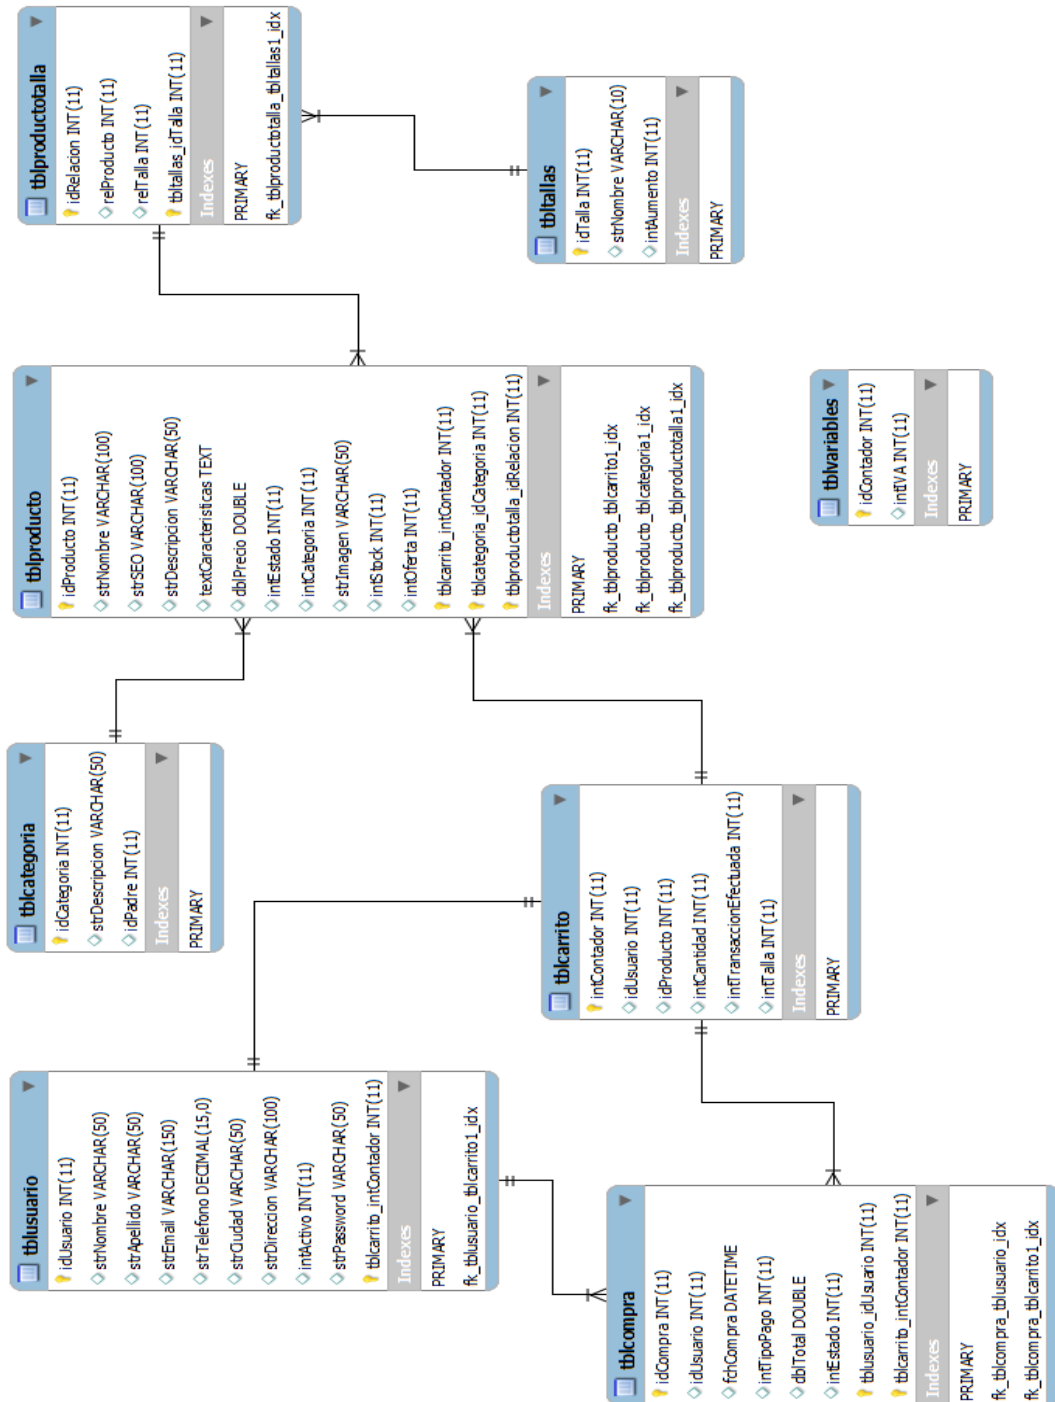 tblusuario
idUsuario INT(11)
strNombre VARCHAR(50)
strApellido VARCHAR(50)
strEmail VARCHAR(150)
strTelefono DECIMAL(15,0)
strCiudad VARCHAR(50)
strDireccion VARCHAR(100)
intActivo INT(11)
strPassword VARCHAR(50)
tblcarrito_intContador INT(11)
Indexes
PRIMARY
fk_tblusuario_tblcarrito1_idx
tblcategoria
idCategoria INT(11)
strDescripcion VARCHAR(50)
idPadre INT(11)
Indexes
PRIMARY
tblproducto
idProducto INT(11)
strNombre VARCHAR(100)
strSEO VARCHAR(100)
strDescripcion VARCHAR(50)
textCaracteristicas TEXT
dblPrecio DOUBLE
intEstado INT(11)
intCategoria INT(11)
strImagen VARCHAR(50)
intStock INT(11)
intOferta INT(11)
tblcarrito_intContador INT(11)
tblcategoria_idCategoria INT(11)
tblproductotalla_idRelacion INT(11)
Indexes
PRIMARY
fk_tblproducto_tblcarrito1_idx
fk_tblproducto_tblcategoria1_idx
fk_tblproducto_tblproductotalla1_idx
tblproductotalla
idRelacion INT(11)
relProducto INT(11)
relTalla INT(11)
tbltallas_idTalla INT(11)
Indexes
PRIMARY
fk_tblproductotalla_tbltallas1_idx
tblcompra
idCompra INT(11)
idUsuario INT(11)
fchCompra DATETIME
intTipoPago INT(11)
dblTotal DOUBLE
intEstado INT(11)
tblusuario_idUsuario INT(11)
tblcarrito_intContador INT(11)
Indexes
PRIMARY
fk_tblcompra_tblusuario_idx
fk_tblcompra_tblcarrito1_idx
tblcarrito
intContador INT(11)
idUsuario INT(11)
idProducto INT(11)
intCantidad INT(11)
intTransaccionEfectuada INT(11)
intTalla INT(11)
Indexes
PRIMARY
tbltallas
idTalla INT(11)
strNombre VARCHAR(10)
intAumento INT(11)
Indexes
PRIMARY
tblvariables
idContador INT(11)
intIVA INT(11)
Indexes
PRIMARY